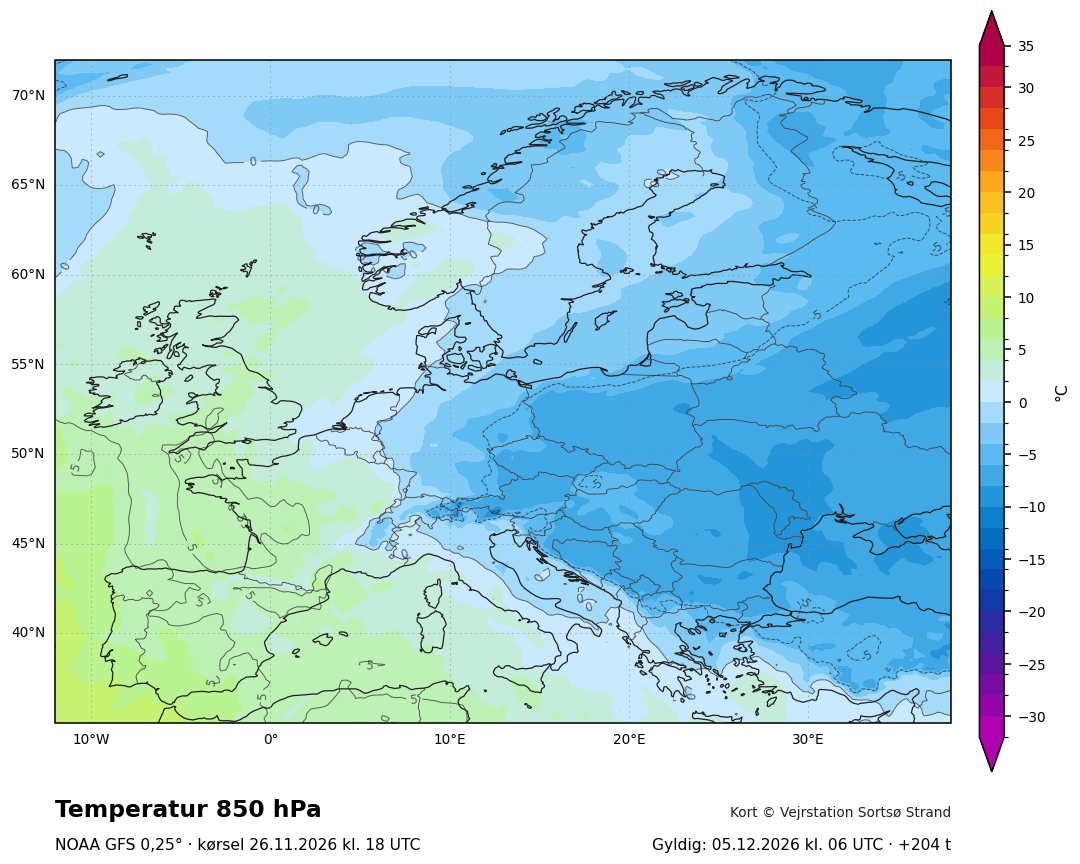 70°N
65°N
60°N
55°N
50°N
45°N
40°N
10°W
0°
10°E
20°E
30°E
35
30
25
20
15
10
5
0
−5
−10
−15
−20
−25
−30
°C
Temperatur 850 hPa
Kort © Vejrstation Sortsø Strand
NOAA GFS 0,25° · kørsel 26.11.2026 kl. 18 UTC
Gyldig: 05.12.2026 kl. 06 UTC · +204 t